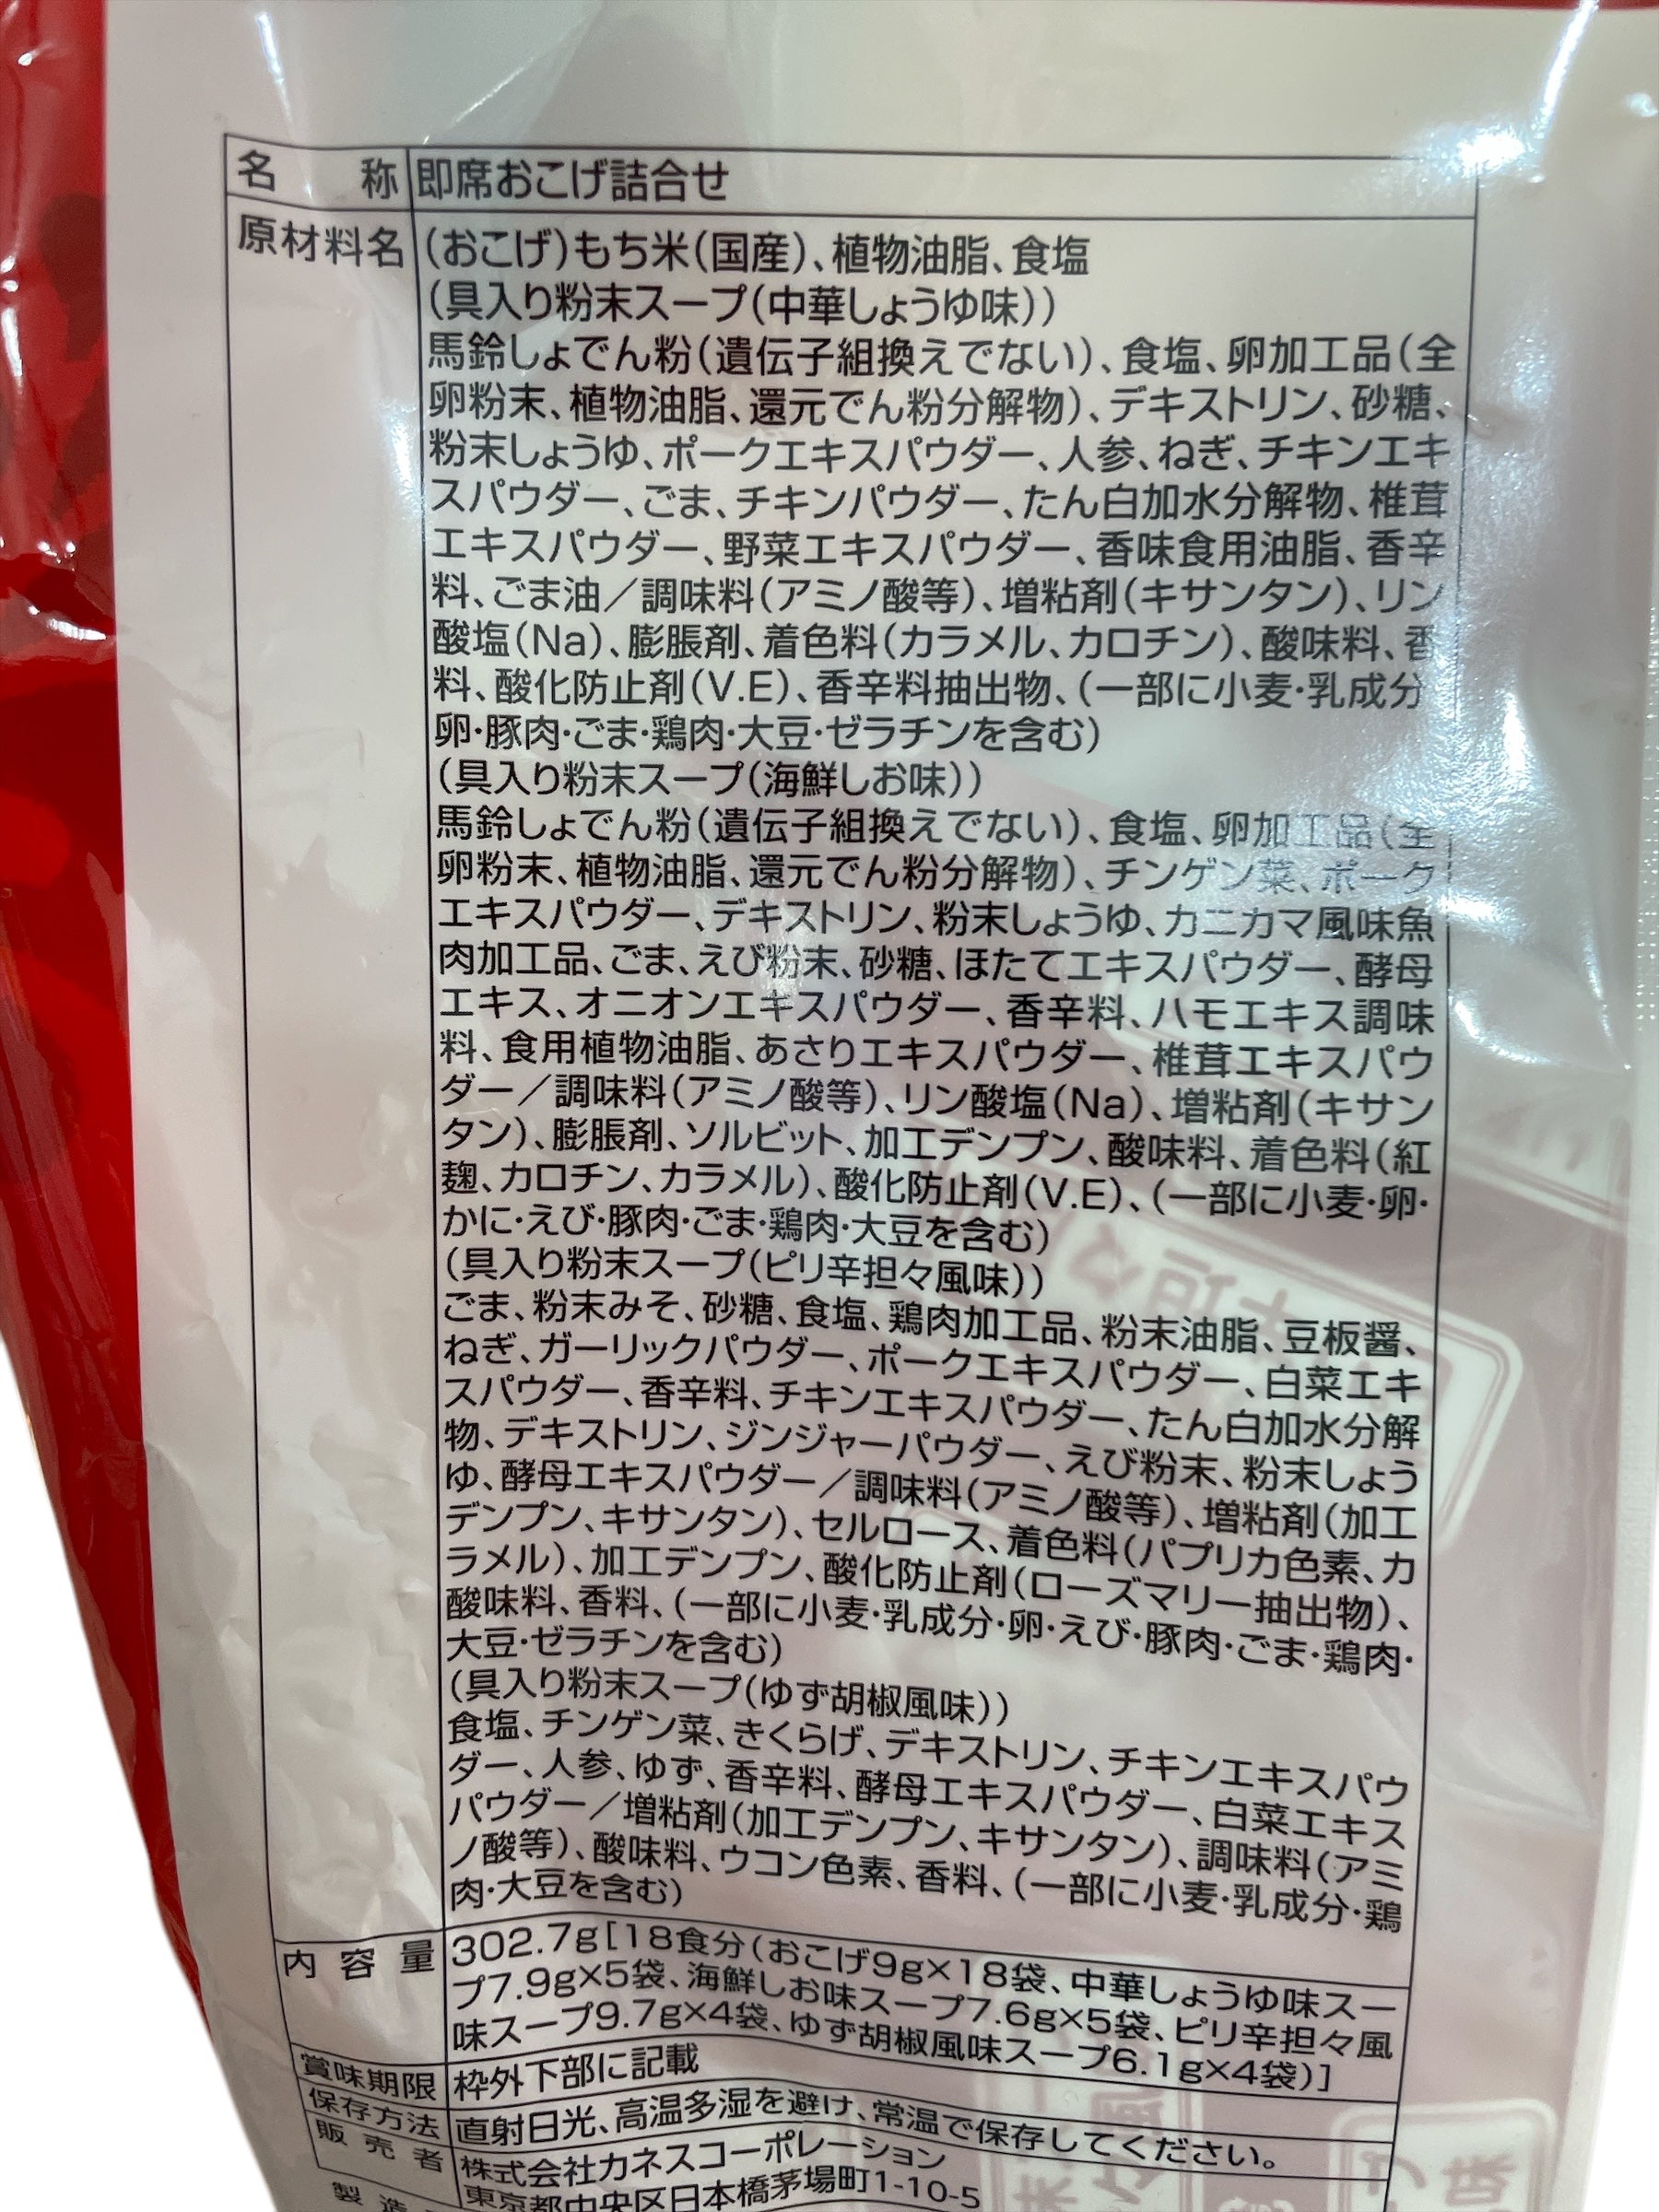 名称 即席おこげ詰合せ
原材料名 (おこげ)もち米(国産)、植物油脂、食塩
(具入り粉末スープ(中華しょうゆ味))
馬鈴しょでん粉(遺伝子組換えでない)、食塩、卵加工品(全
卵粉末、植物油脂、還元でん粉分解物)、デキストリン、砂糖、
粉末しょうゆ、ポークエキスパウダー、人参、ねぎ、チキンエキ
スパウダー、ごま、チキンパウダー、たん白加水分解物、椎茸
エキスパウダー、野菜エキスパウダー、香味食用油脂、香辛
料、ごま油/調味料(アミノ酸等)、増粘剤(キサンタン)、リン
酸塩(Na)、膨脹剤、着色料(カラメル、カロチン)、酸味料、香
料、酸化防止剤(V.E)、香辛料抽出物、(一部に小麦・乳成分
卵・豚肉・ごま・鶏肉・大豆・ゼラチンを含む)
(具入り粉末スープ(海鮮しお味))
馬鈴しょでん粉(遺伝子組換えでない)、食塩、卵加工品(全
卵粉末、植物油脂、還元でん粉分解物)、チンゲン菜、ポーク
エキスパウダー、デキストリン、粉末しょうゆ、カニカマ風味魚
肉加工品、ごま、えび粉末、砂糖、ほたてエキスパウダー、酵母
エキス、オニオンエキスパウダー、香辛料、ハモエキス調味
料、食用植物油脂、あさりエキスパウダー、椎茸エキスパウ
ダー/調味料(アミノ酸等)、リン酸塩(Na)、増粘剤(キサン
タン)、膨脹剤、ソルビット、加工デンプン、酸味料、着色料(紅
麹、カロチン、カラメル)、酸化防止剤(V.E)、(一部に小麦・卵・
かに・えび・豚肉・ごま・鶏肉・大豆を含む)
(具入り粉末スープ(ピリ辛担々風味))
ごま、粉末みそ、砂糖、食塩、鶏肉加工品、粉末油脂、豆板醤、
ねぎ、ガーリックパウダー、ポークエキスパウダー、白菜エキ
スパウダー、香辛料、チキンエキスパウダー、たん白加水分解
物、デキストリン、ジンジャーパウダー、えび粉末、粉末しょう
ゆ、酵母エキスパウダー/調味料(アミノ酸等)、増粘剤(加工
デンプン、キサンタン)、セルロース、着色料(パプリカ色素、カ
ラメル)、加工デンプン、酸化防止剤(ローズマリー抽出物)、
酸味料、香料、(一部に小麦・乳成分・卵・えび・豚肉・ごま・鶏肉・
大豆・ゼラチンを含む)
(具入り粉末スープ(ゆず胡椒風味))
食塩、チンゲン菜、きくらげ、デキストリン、チキンエキスパウ
ダー、人参、ゆず、香辛料、酵母エキスパウダー、白菜エキス
パウダー/増粘剤(加工デンプン、キサンタン)、調味料(アミ
ノ酸等)、酸味料、ウコン色素、香料、(一部に小麦・乳成分・鶏
肉・大豆を含む)
内容量 302.7g[18食分(おこげ9g×18袋、中華しょうゆ味スー
プ7.9g×5袋、海鮮しお味スープ7.6g×5袋、ピリ辛担々風
味スープ9.7g×4袋、ゆず胡椒風味スープ6.1g×4袋)]
賞味期限 枠外下部に記載
保存方法 直射日光、高温多湿を避け、常温で保存してください。
販売者 株式会社カネスコーポレーション
東京都中央区日本橋茅場町1-10-5
製造